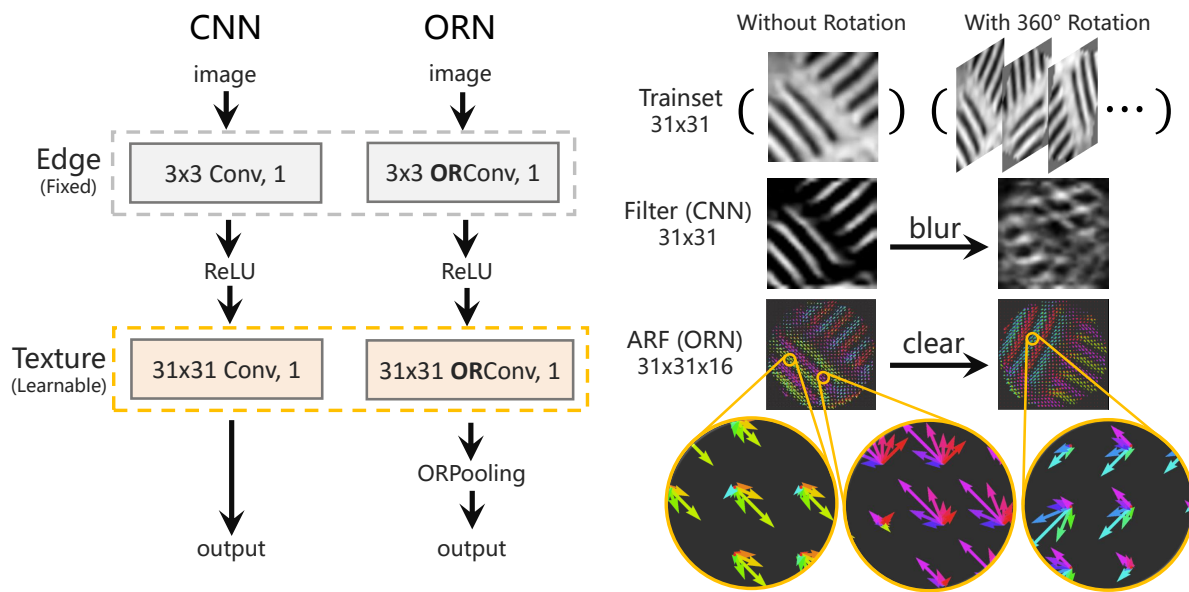 CNN
ORN
image
image
Edge
(Fixed)
3x3 Conv, 1
3x3 ORConv, 1
ReLU
ReLU
Texture
(Learnable)
31x31 Conv, 1
31x31 ORConv, 1
ORPooling
output
output
Without Rotation
With 360° Rotation
Trainset
31x31
( )
( ··· )
Filter (CNN)
31x31
blur
ARF (ORN)
31x31x16
clear